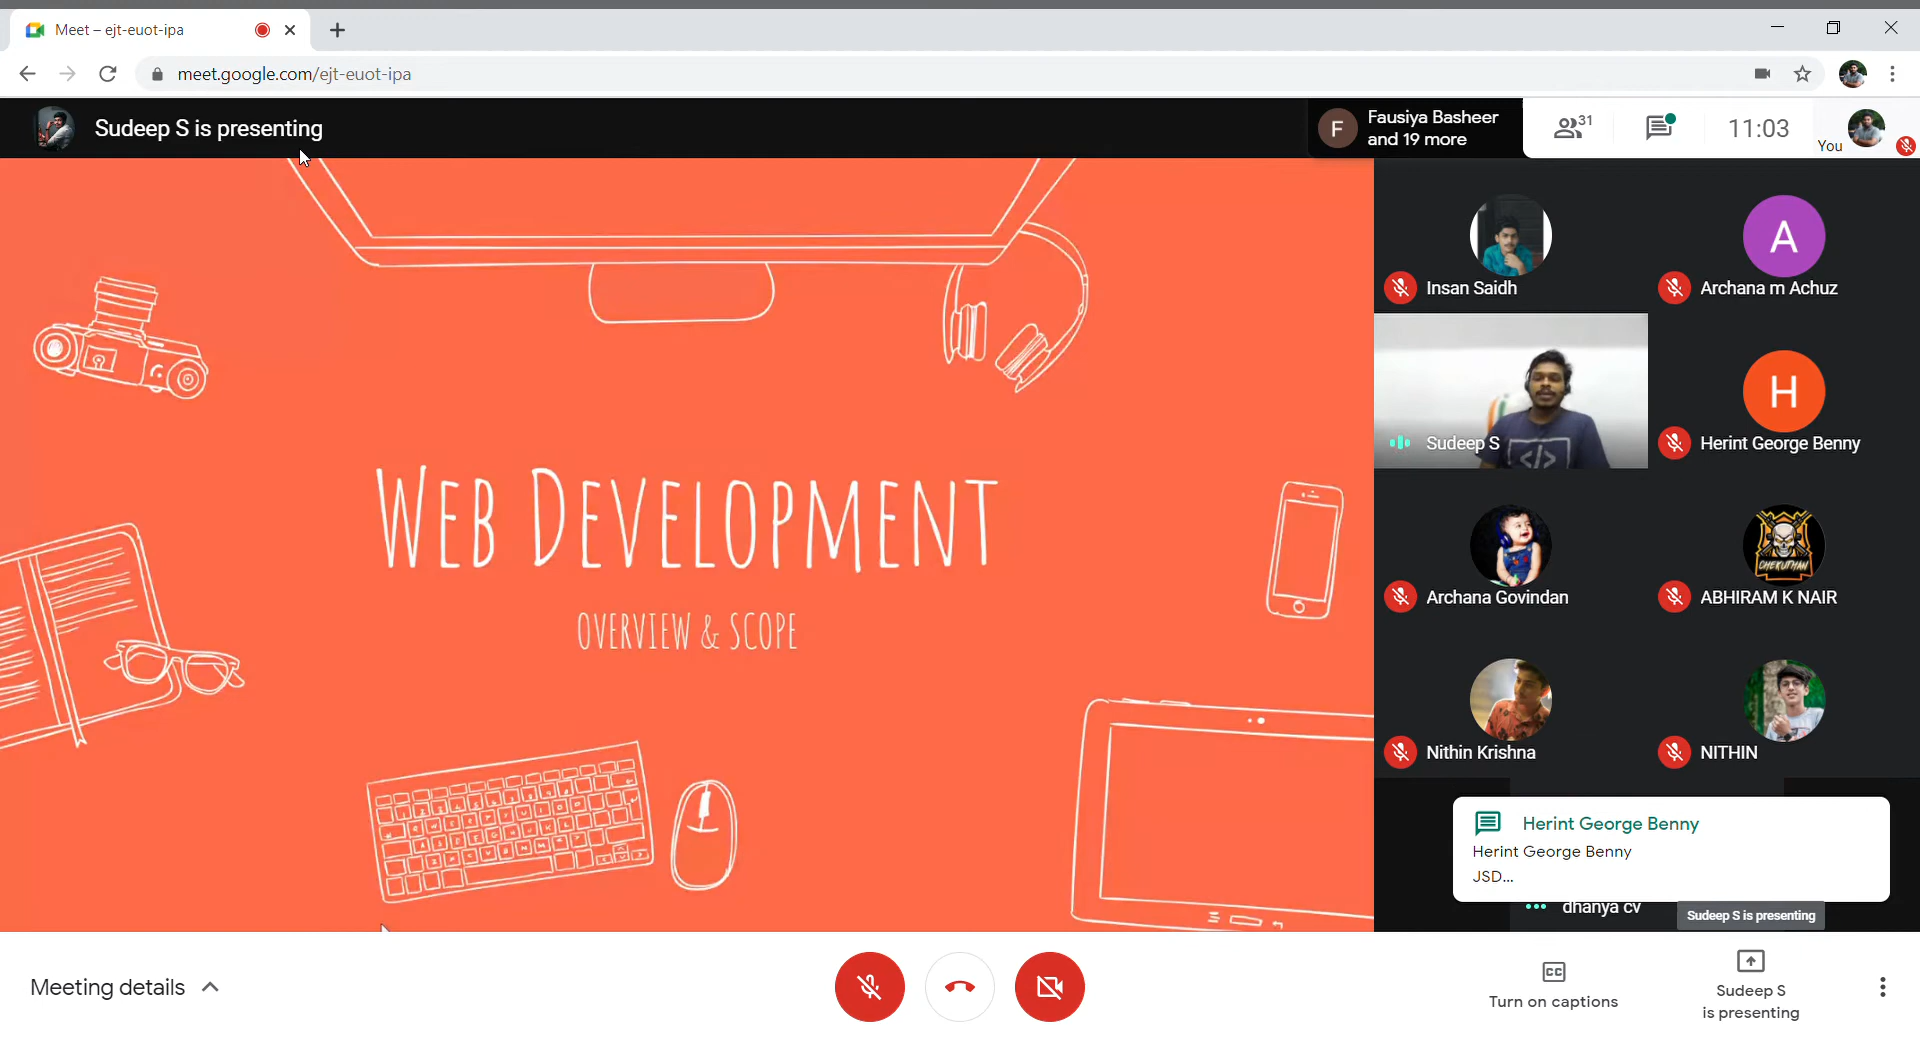 Meet – ejt-euot-ipa
meet.google.com/ejt-euot-ipa
Sudeep S is presenting
F
Fausiya Basheer
and 19 more
31
11:03
You
Insan Saidh
A
Archana m Achuz
WEB DEVELOPMENT
OVERVIEW & SCOPE
Sudeep S
</>
H
Herint George Benny
Archana Govindan
CHEKUTHAN
ABHIRAM K NAIR
Nithin Krishna
NITHIN
Herint George Benny
Herint George Benny
JSD...
dhanya cv
Sudeep S is presenting
Meeting details
CC
Turn on captions
Sudeep S
is presenting